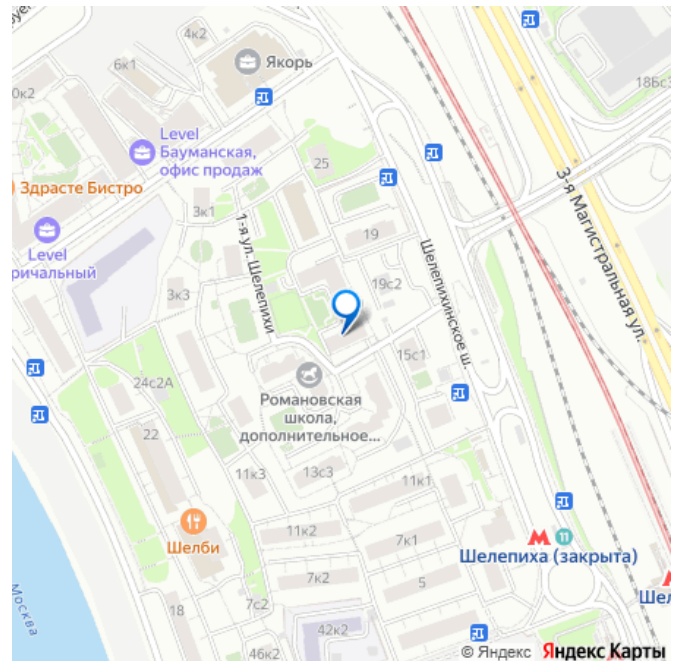 4к2
6к1
Якорь
0к2
18Бс3
Level
Бауманская,
офис продаж
Здрасте Бистро
25
3-я Магистральная ул.
3к1
19
Level
ричальный
1-я ул. Шелепихи
Шелепихинское ш.
19с2
3к3
15с1
24с2А
Романовская
школа,
дополнительное...
22
11к3
13с3
11к1
Шелби
11к2
7к1
М 11
Шелепиха (закрыта)
7к2
5
М
Шел
Москва
18
7с2
42к2
46к2
© Яндекс Яндекс Карты